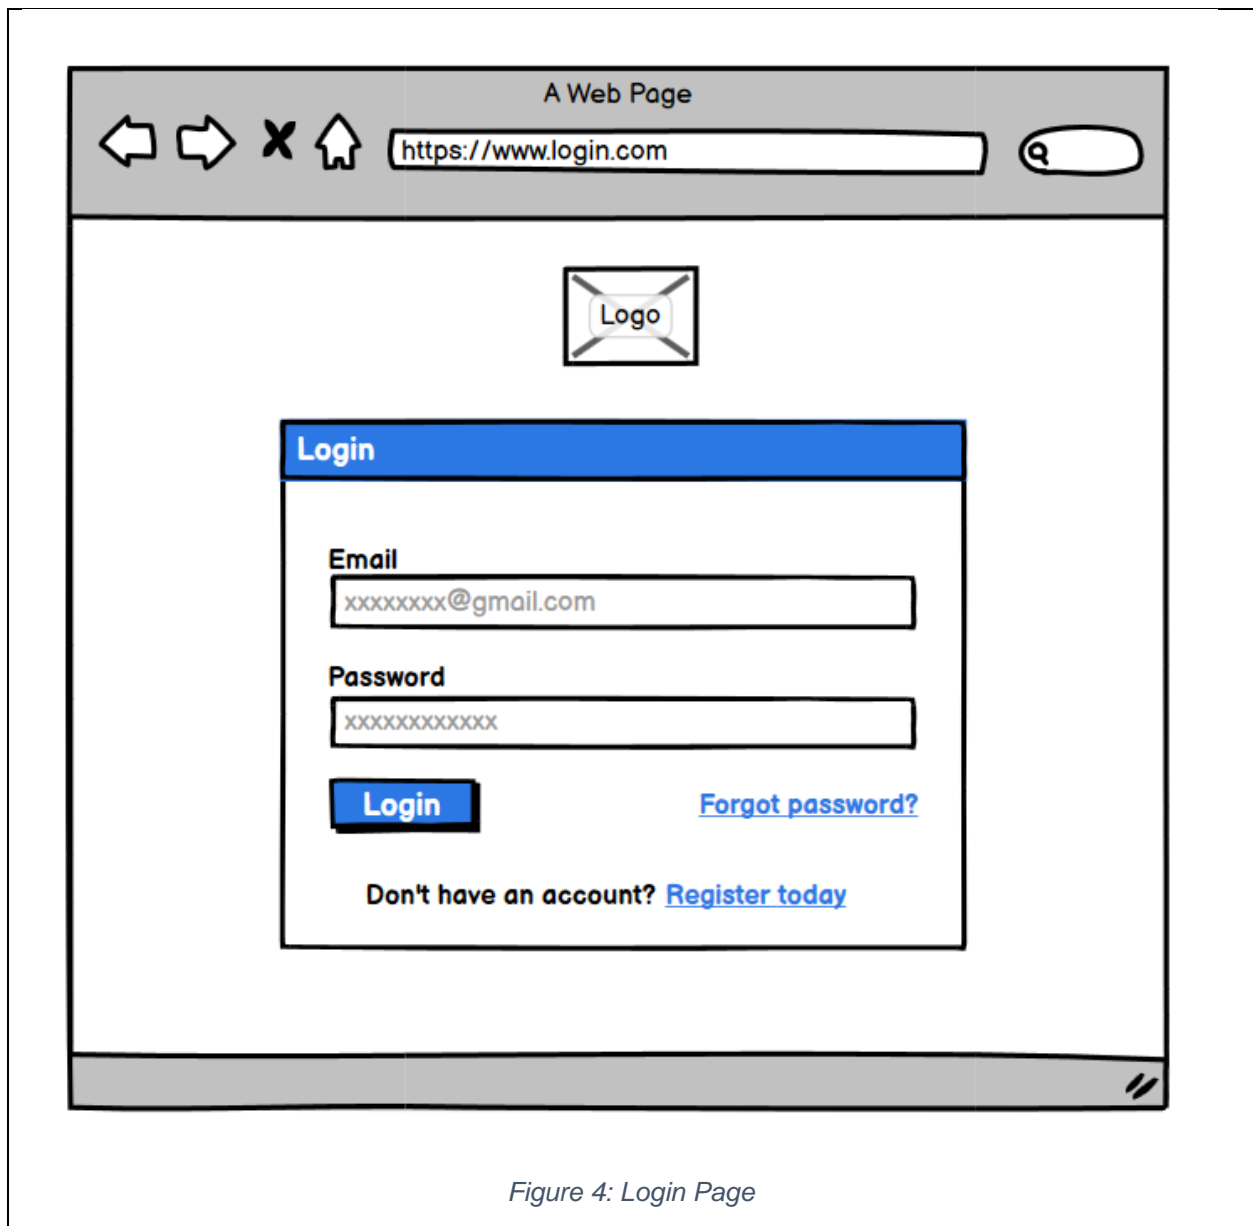 A Web Page
https://www.login.com
Logo
Login
Email
xxxxxxxx@gmail.com
Password
xxxxxxxxxxxx
Login Forgot password?
Don't have an account? Register today
Figure 4: Login Page